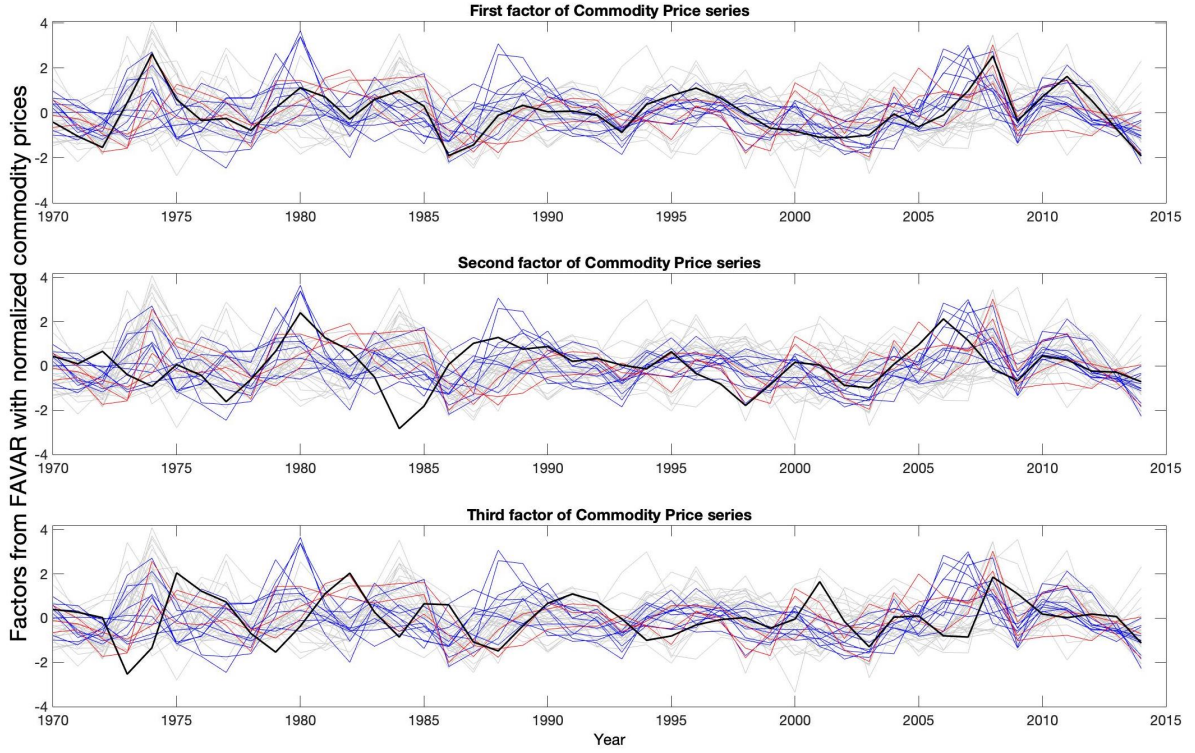 Factors from FAVAR with normalized commodity prices
First factor of Commodity Price series
4
2
0
-2
-4
1970 1975 1980 1985 1990 1995 2000 2005 2010 2015
Second factor of Commodity Price series
4
2
0
-2
-4
1970 1975 1980 1985 1990 1995 2000 2005 2010 2015
Third factor of Commodity Price series
4
2
0
-2
-4
1970 1975 1980 1985 1990 1995 2000 2005 2010 2015
Year